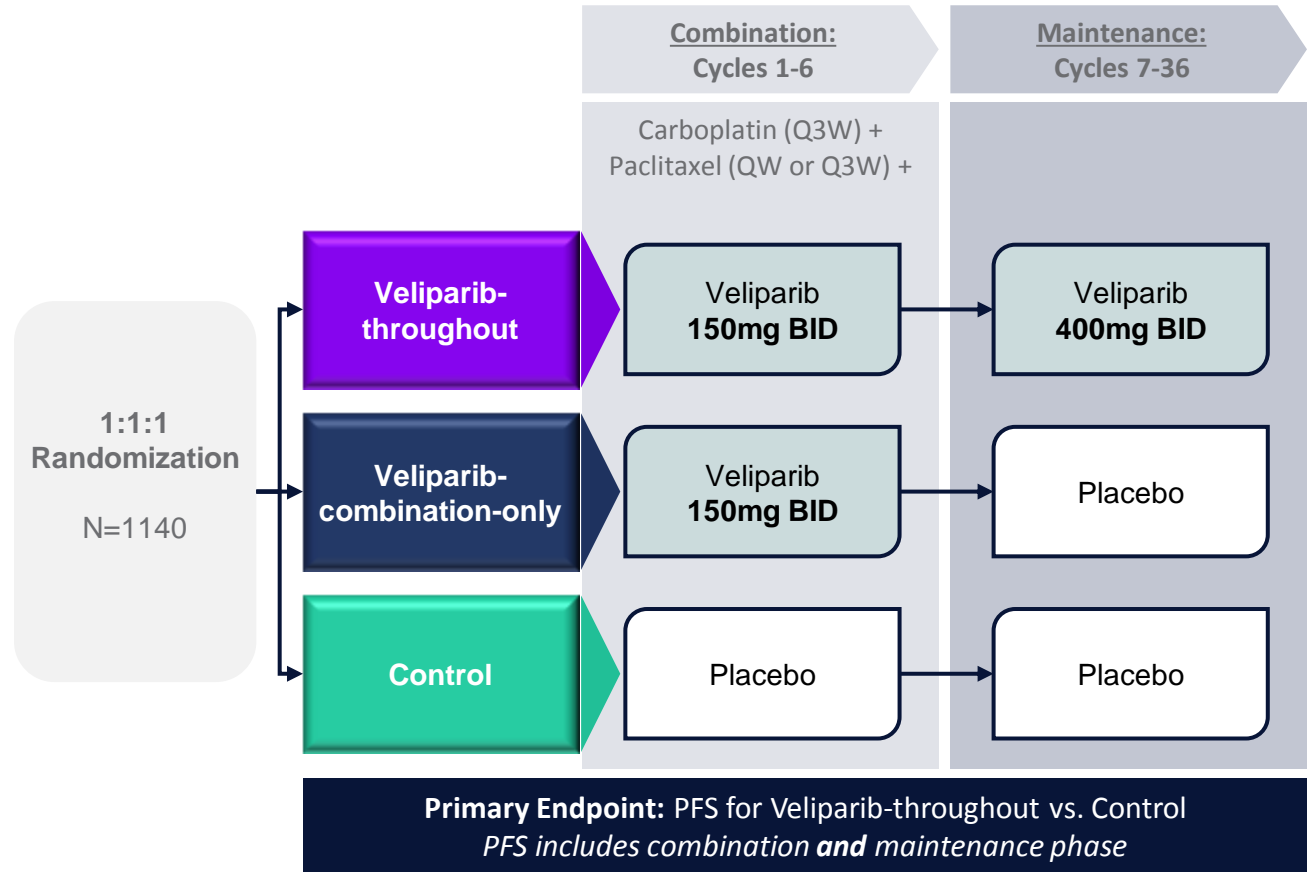 Combination:
Cycles 1-6
Maintenance:
Cycles 7-36
Carboplatin (Q3W) +
Paclitaxel (QW or Q3W) +
1:1:1
Randomization
N=1140
Veliparib-
throughout
Veliparib
150mg BID
Veliparib
400mg BID
Veliparib-
combination-only
Veliparib
150mg BID
Placebo
Control
Placebo
Placebo
Primary Endpoint: PFS for Veliparib-throughout vs. Control
PFS includes combination and maintenance phase